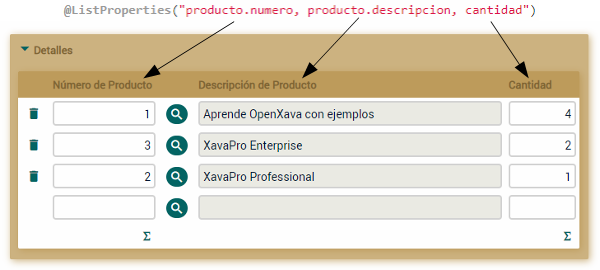 @ListProperties("producto.numero, producto.descripcion, cantidad")
Detalles
Número de Producto Descripción de Producto Cantidad
1 Aprende OpenXava con ejemplos 4
3 XavaPro Enterprise 2
2 XavaPro Professional 1
Σ Σ